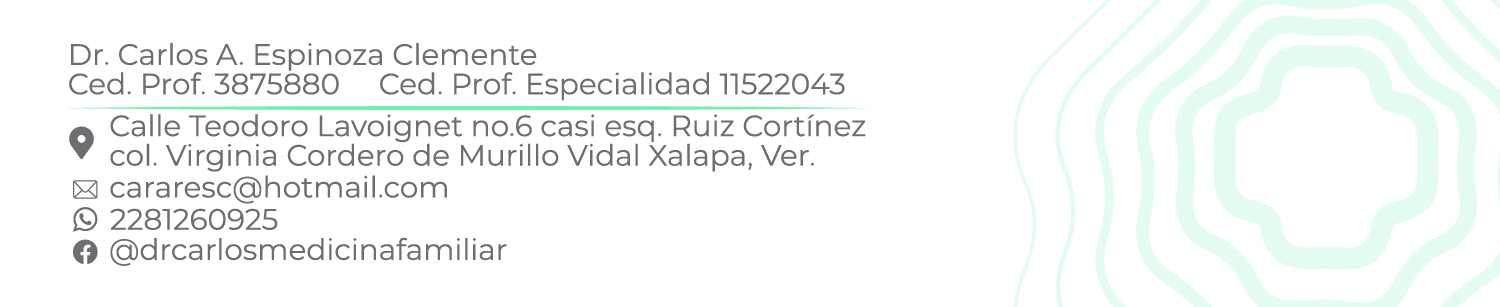 Dr. Carlos A. Espinoza Clemente
Ced. Prof. 3875880 Ced. Prof. Especialidad 11522043
Calle Teodoro Lavoignet no.6 casi esq. Ruiz Cortínez
col. Virginia Cordero de Murillo Vidal Xalapa, Ver.
cararesc@hotmail.com
2281260925
@drcarlosmedicinafamiliar